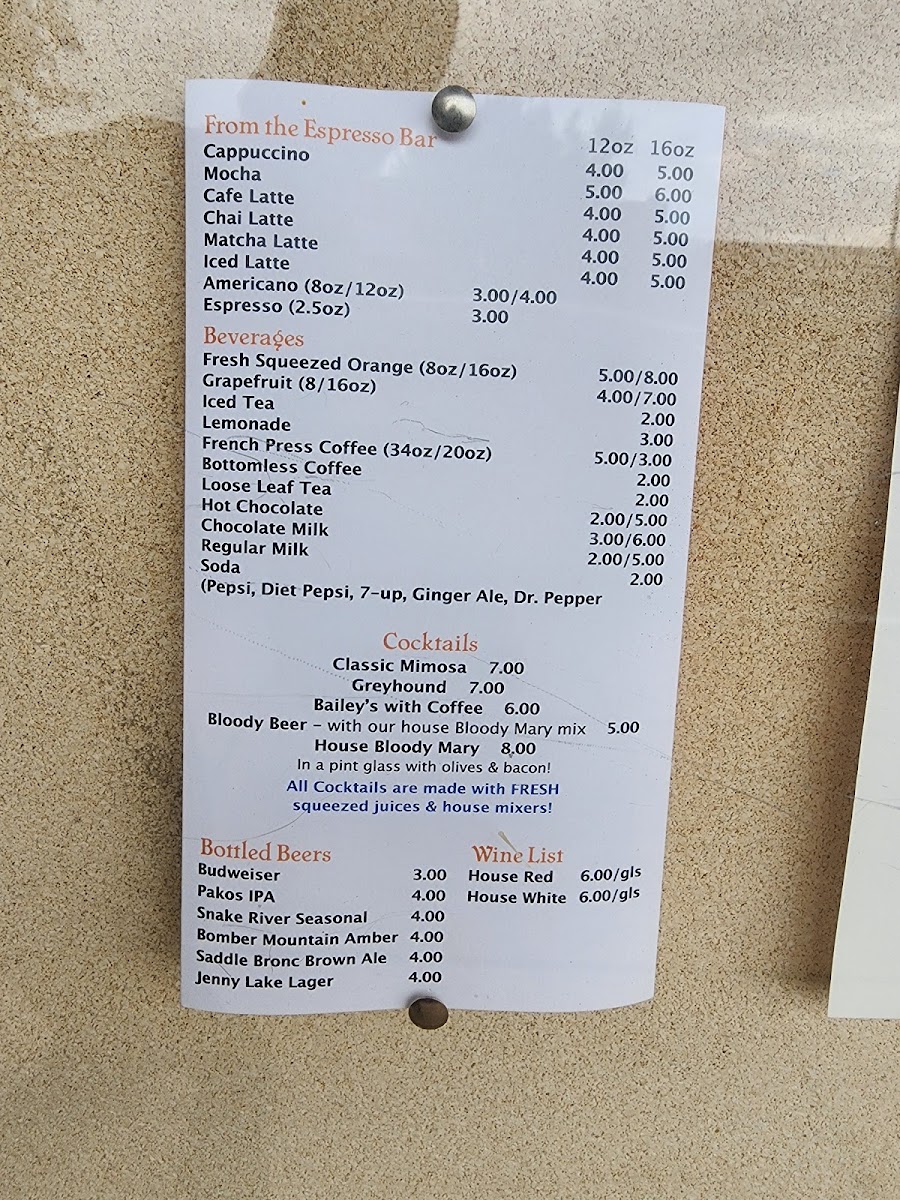 From the Espresso Bar 12oz 16oz
Cappuccino 4.00 5.00
Mocha 5.00 6.00
Cafe Latte 4.00 5.00
Chai Latte 4.00 5.00
Matcha Latte 4.00 5.00
Iced Latte 4.00 5.00
Americano (8oz/12oz) 3.00/4.00
Espresso (2.5oz) 3.00
Beverages
Fresh Squeezed Orange (8oz/16oz) 5.00/8.00
Grapefruit (8/16oz) 4.00/7.00
Iced Tea 2.00
Lemonade 3.00
French Press Coffee (34oz/20oz) 5.00/3.00
Bottomless Coffee 2.00
Loose Leaf Tea 2.00
Hot Chocolate 2.00/5.00
Chocolate Milk 3.00/6.00
Regular Milk 2.00/5.00
Soda 2.00
(Pepsi, Diet Pepsi, 7-up, Ginger Ale, Dr. Pepper
Cocktails
Classic Mimosa 7.00
Greyhound 7.00
Bailey's with Coffee 6.00
Bloody Beer - with our house Bloody Mary mix 5.00
House Bloody Mary 8.00
In a pint glass with olives & bacon!
All Cocktails are made with FRESH
squeezed juices & house mixers!
Bottled Beers
Budweiser 3.00
Pakos IPA 4.00
Snake River Seasonal 4.00
Bomber Mountain Amber 4.00
Saddle Bronc Brown Ale 4.00
Jenny Lake Lager 4.00
Wine List
House Red 6.00/gls
House White 6.00/gls